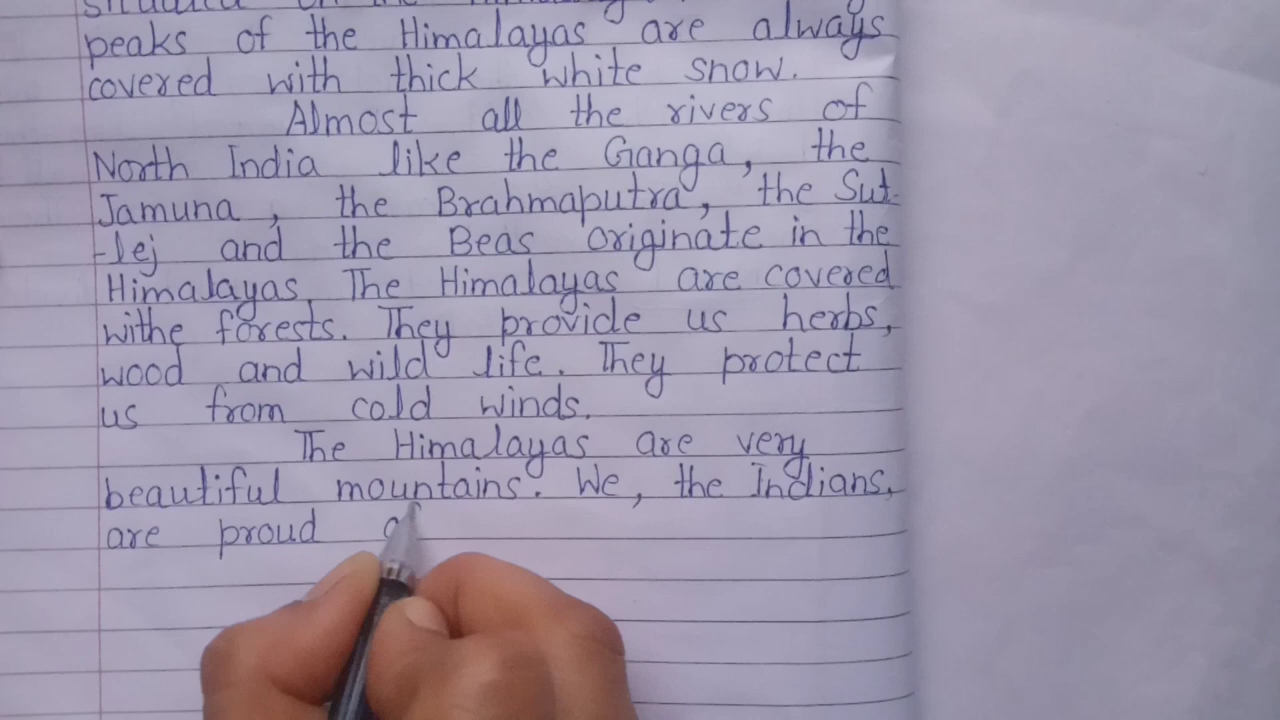 peaks of the Himalayas are always
covered with thick white snow.
Almost all the rivers of
North India like the Ganga, the
Jamuna, the Brahmaputra, the Sut-
-lej and the Beas originate in the
Himalayas. The Himalayas are covered
withe forests. They provide us herbs,
wood and wild life. They protect
us from cold winds.
The Himalayas are very
beautiful mountains. We, the Indians,
are proud